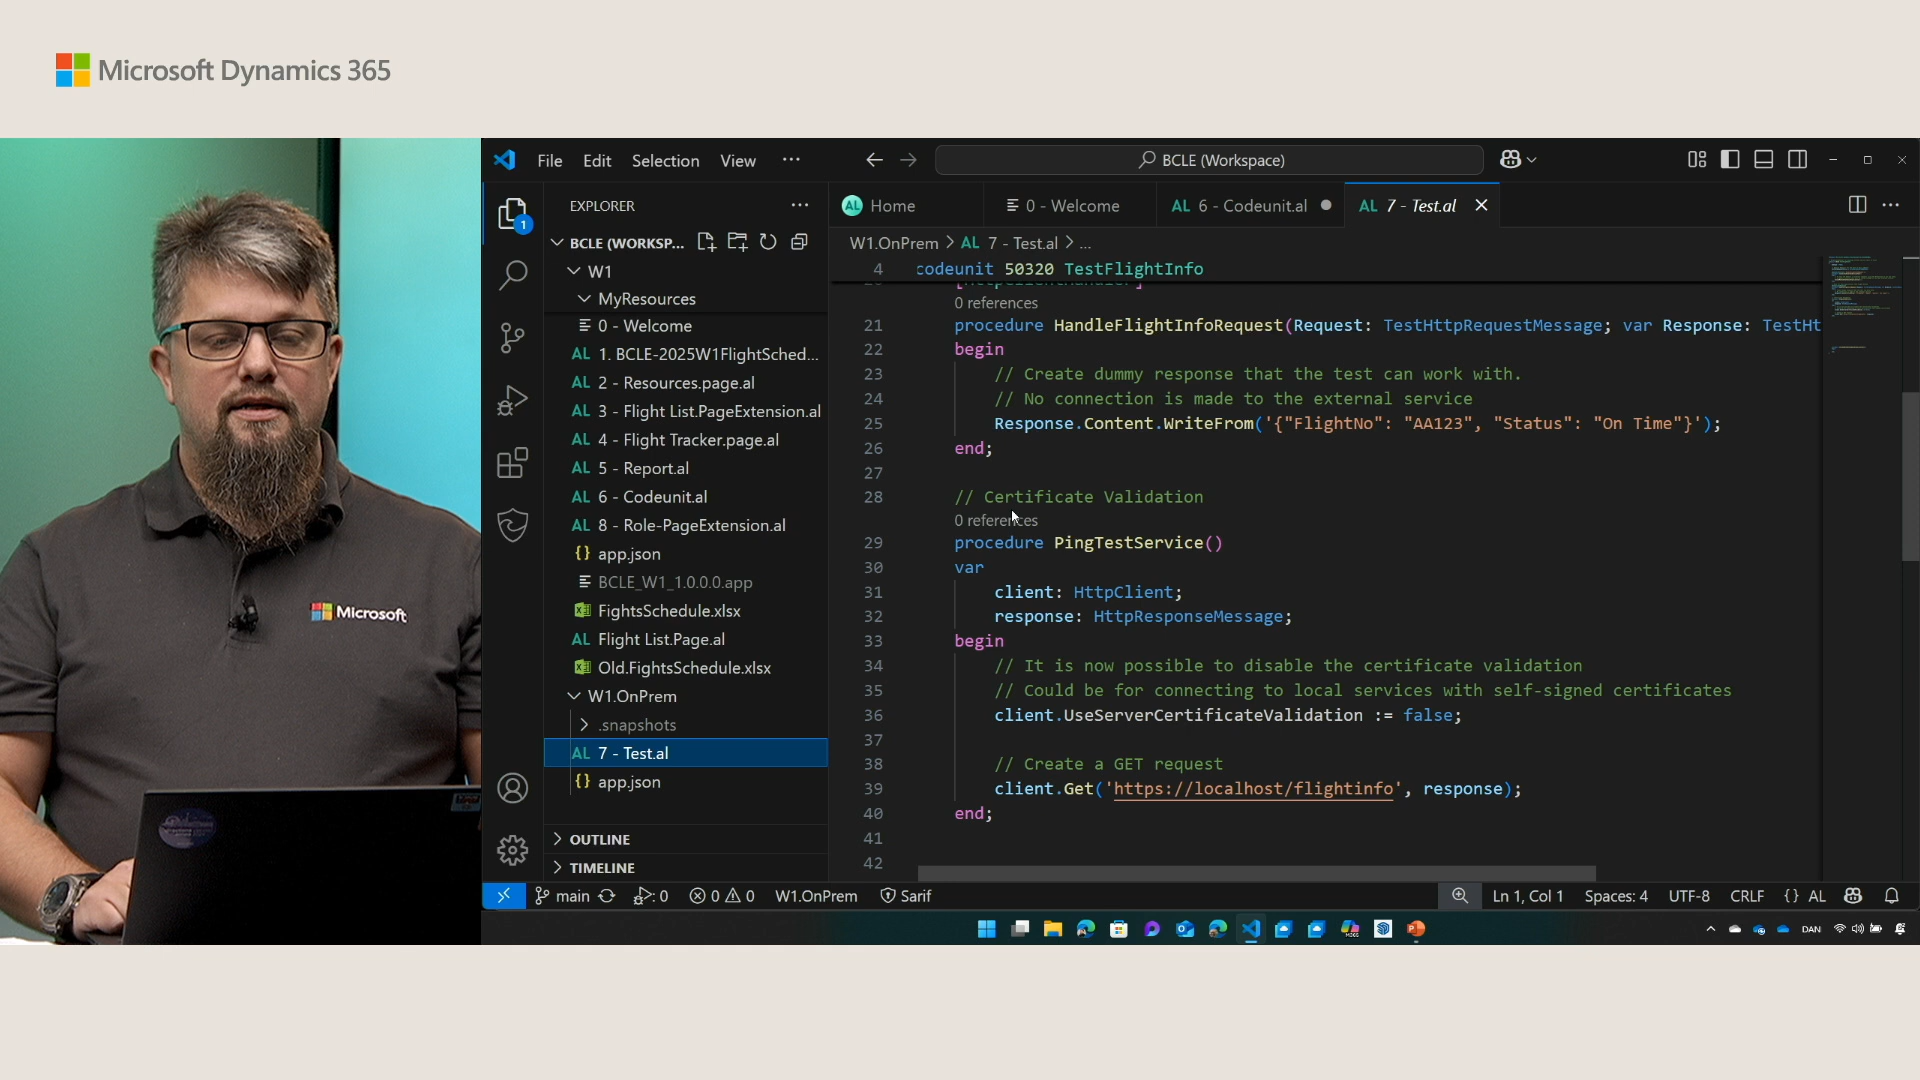 Microsoft Dynamics 365
Microsoft
File Edit Selection View ···
BCLE (Workspace)
EXPLORER
BCLE (WORKSP...
W1
MyResources
0 - Welcome
AL 1. BCLE-2025W1FlightSched...
AL 2 - Resources.page.al
AL 3 - Flight List.PageExtension.al
AL 4 - Flight Tracker.page.al
AL 5 - Report.al
AL 6 - Codeunit.al
AL 8 - Role-PageExtension.al
{} app.json
BCLE_W1_1.0.0.0.app
FightsSchedule.xlsx
AL Flight List.Page.al
Old.FightsSchedule.xlsx
W1.OnPrem
.snapshots
AL 7 - Test.al
{} app.json
OUTLINE
TIMELINE
1
AL Home
0 - Welcome
AL 6 - Codeunit.al
AL 7 - Test.al
W1.OnPrem > AL 7 - Test.al > ...
4 codeunit 50320 TestFlightInfo
0 references
21 procedure HandleFlightInfoRequest(Request: TestHttpRequestMessage; var Response: TestHt
22 begin
23 // Create dummy response that the test can work with.
24 // No connection is made to the external service
25 Response.Content.WriteFrom('{"FlightNo": "AA123", "Status": "On Time"}');
26 end;
27
28 // Certificate Validation
0 references
29 procedure PingTestService()
30 var
31 client: HttpClient;
32 response: HttpResponseMessage;
33 begin
34 // It is now possible to disable the certificate validation
35 // Could be for connecting to local services with self-signed certificates
36 client.UseServerCertificateValidation := false;
37
38 // Create a GET request
39 client.Get('https://localhost/flightinfo', response);
40 end;
41
42
main 0 0 0 W1.OnPrem Sarif Ln 1, Col 1 Spaces: 4 UTF-8 CRLF {} AL
DAN